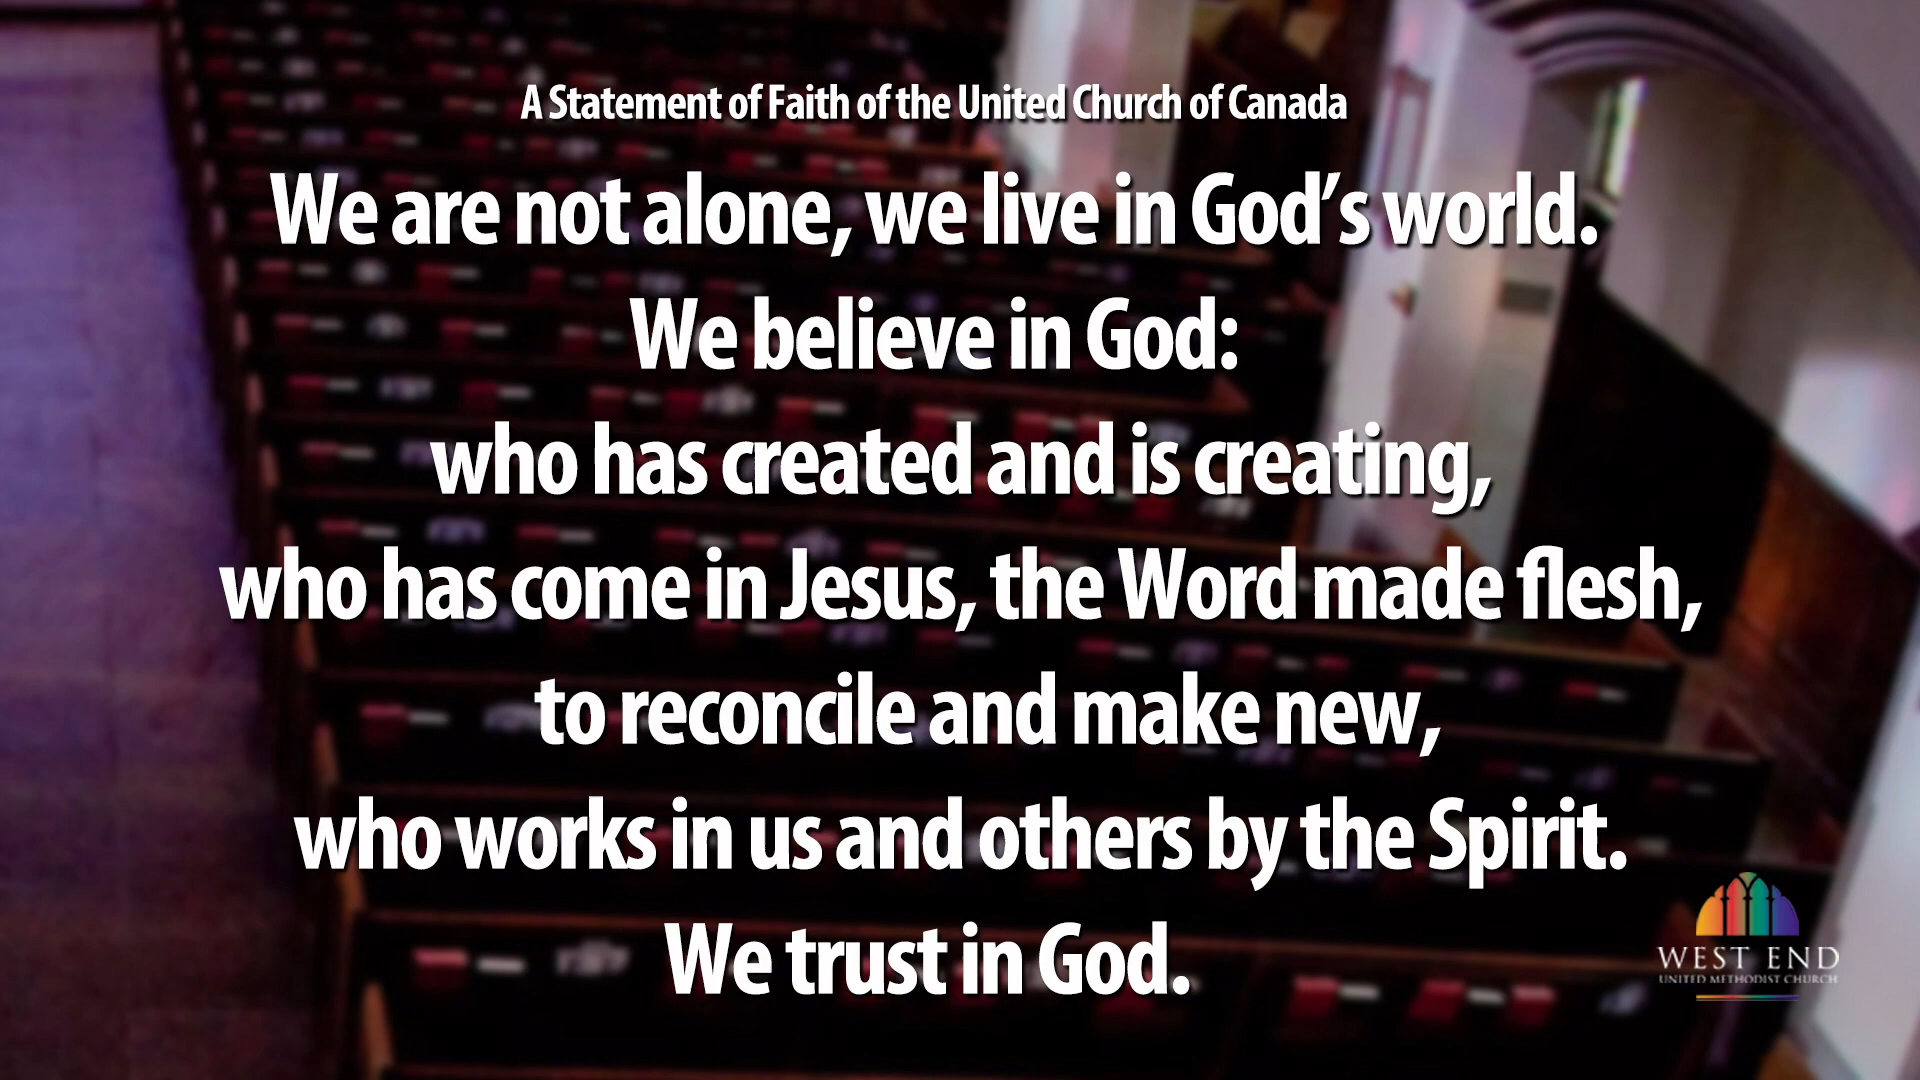 A Statement of Faith of the United Church of Canada
We are not alone, we live in God’s world.
We believe in God:
who has created and is creating,
who has come in Jesus, the Word made flesh,
to reconcile and make new,
who works in us and others by the Spirit.
We trust in God.
WEST END
UNITED METHODIST CHURCH